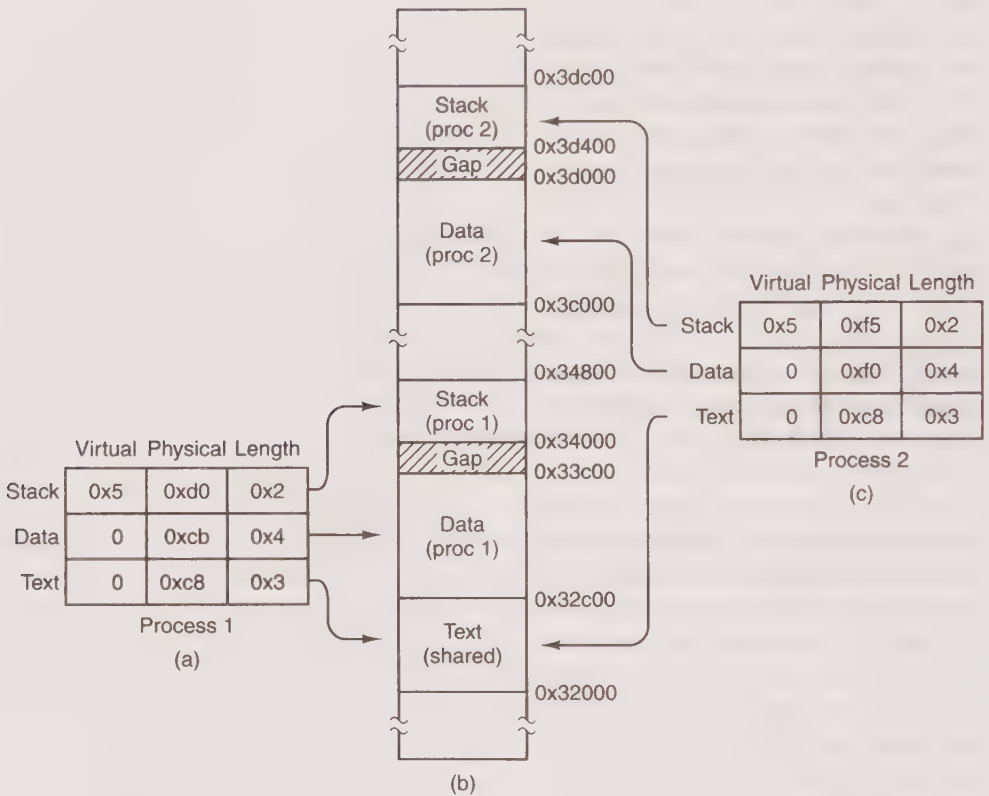 0x3dc00
Stack
(proc 2)
0x3d400
Gap
0x3d000
Data
(proc 2)
0x3c000
Virtual Physical Length
Stack 0x5 0xf5 0x2
Data 0 0xf0 0x4
Text 0 0xc8 0x3
Process 2
(c)
0x34800
Stack
(proc 1)
0x34000
Gap
0x33c00
Data
(proc 1)
0x32c00
Text
(shared)
0x32000
(b)
Virtual Physical Length
Stack 0x5 0xd0 0x2
Data 0 0xcb 0x4
Text 0 0xc8 0x3
Process 1
(a)